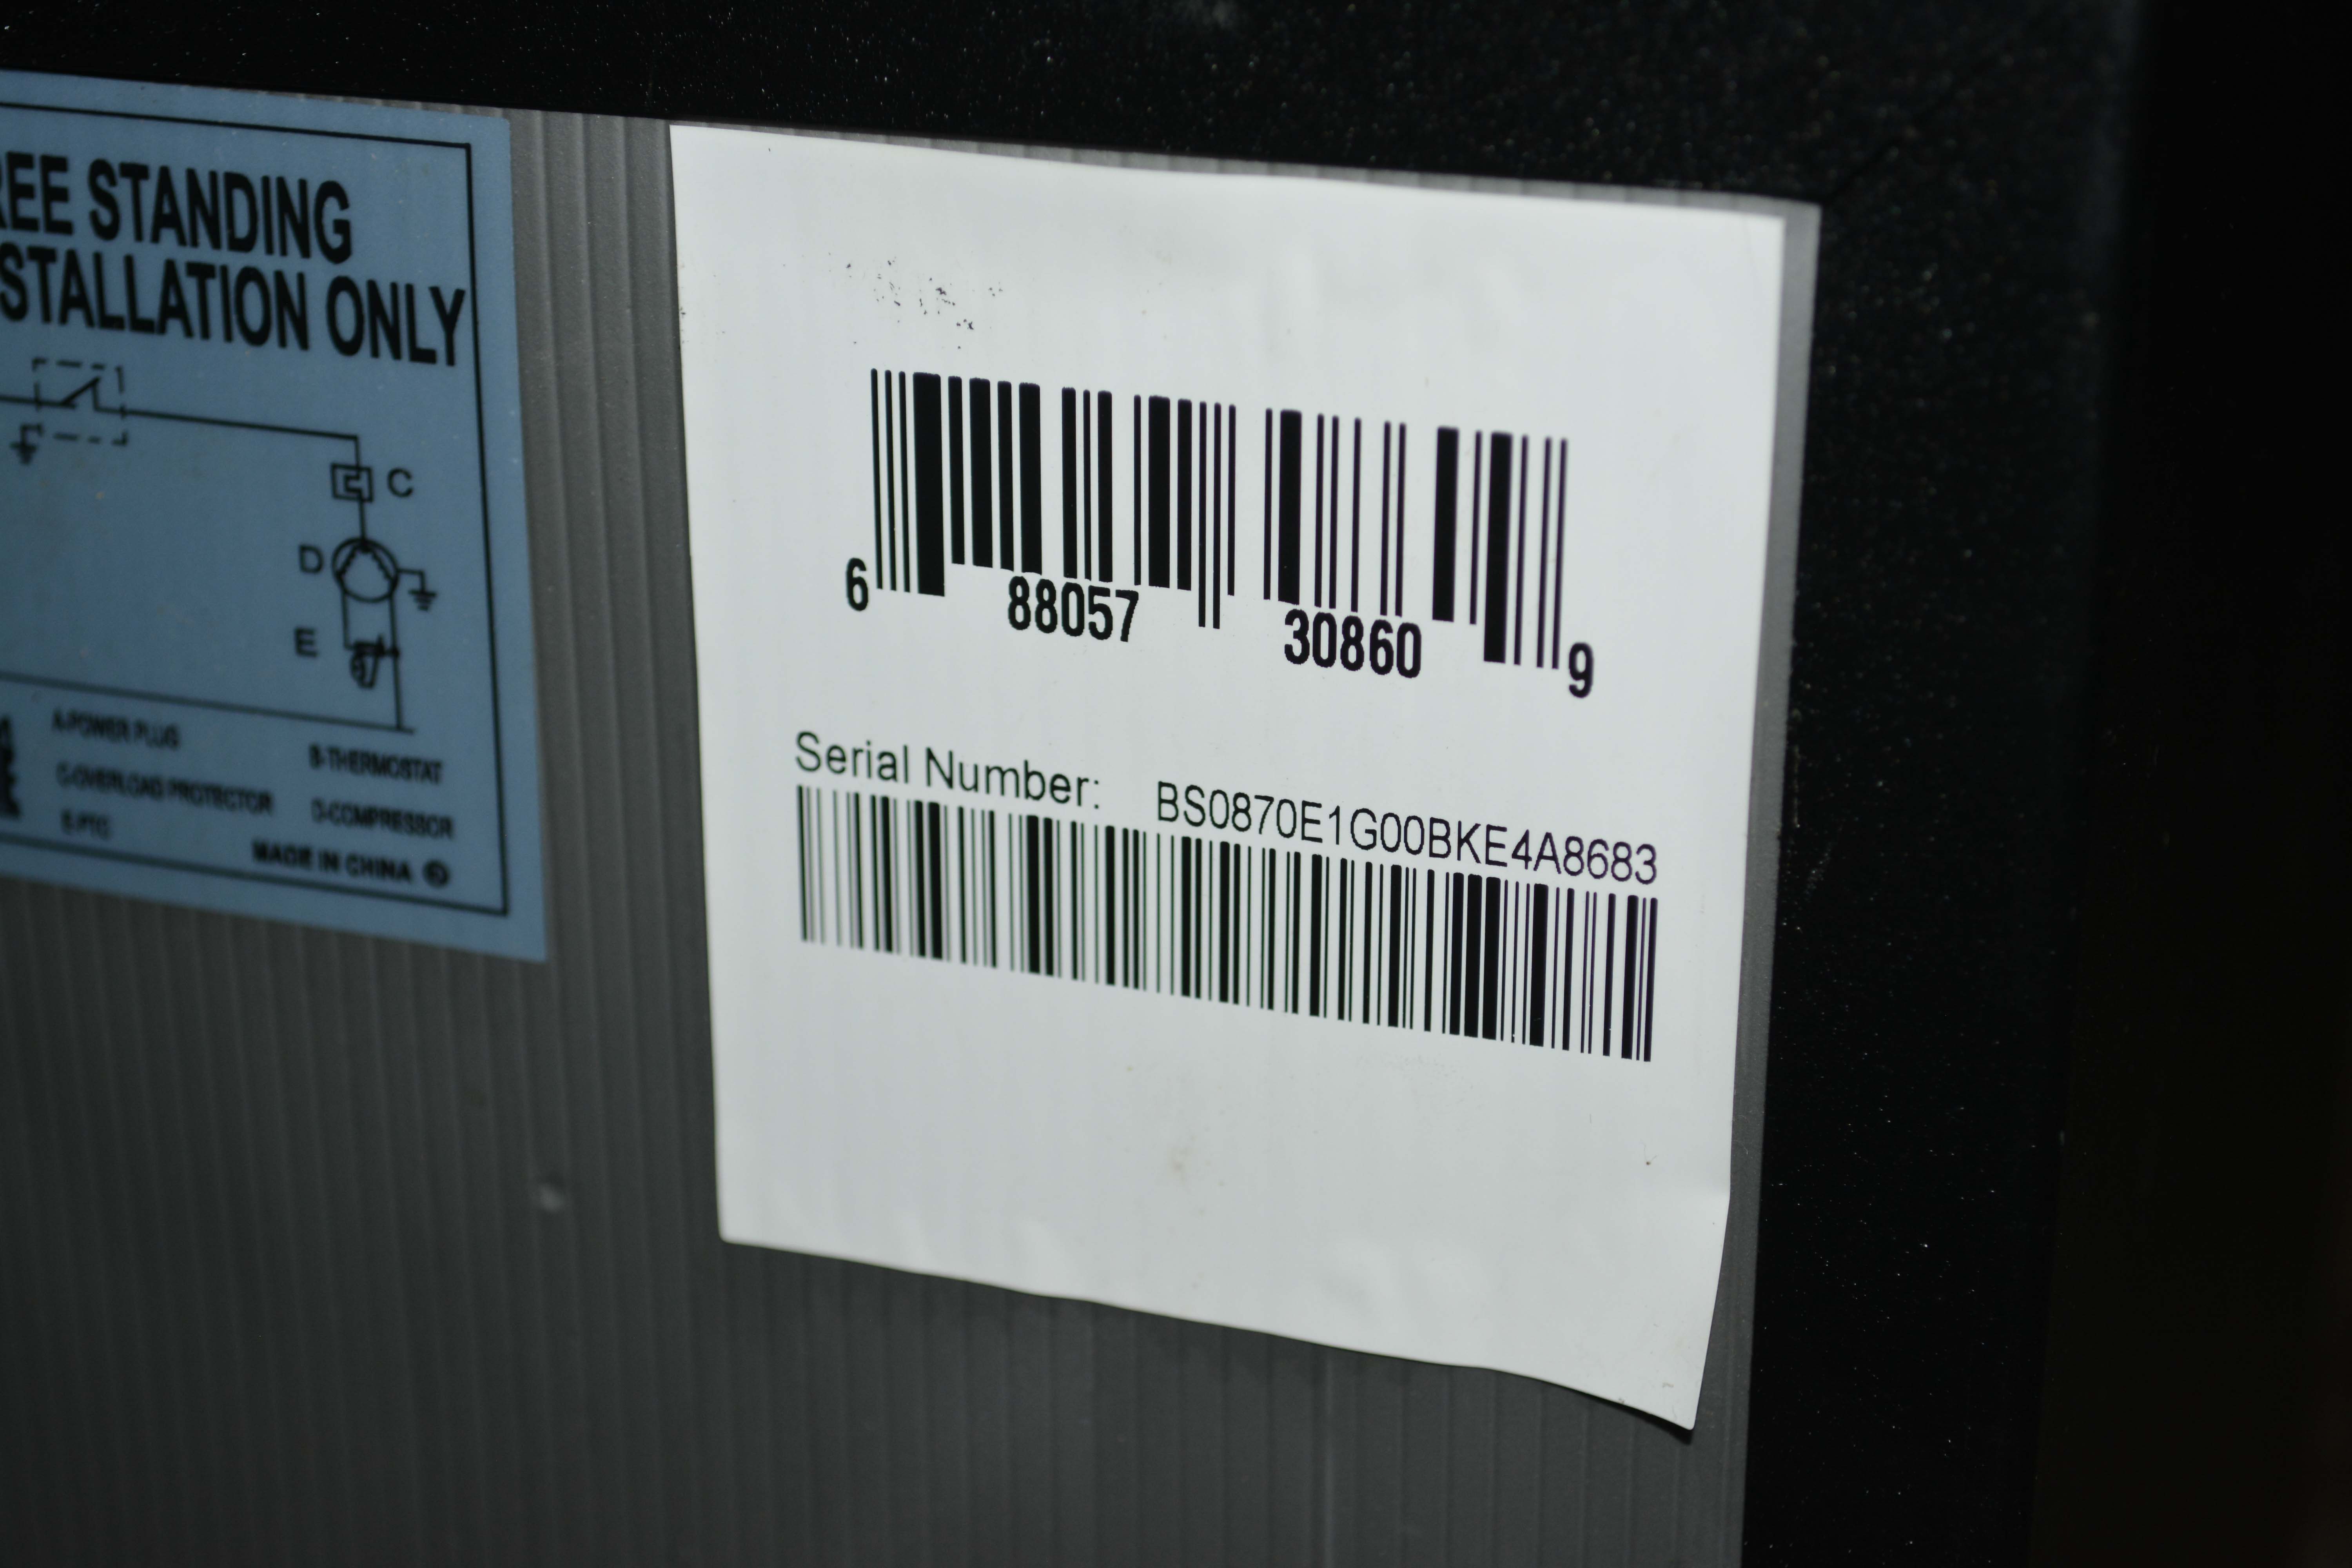 REE STANDING
STALLATION ONLY
C
D
E
A-POWER PLUG
B-THERMOSTAT
C-OVERLOAD PROTECTOR
D-COMPRESSOR
E-PTC
MADE IN CHINA
6 88057 30860 9
Serial Number: BS0870E1G00BKE4A8683